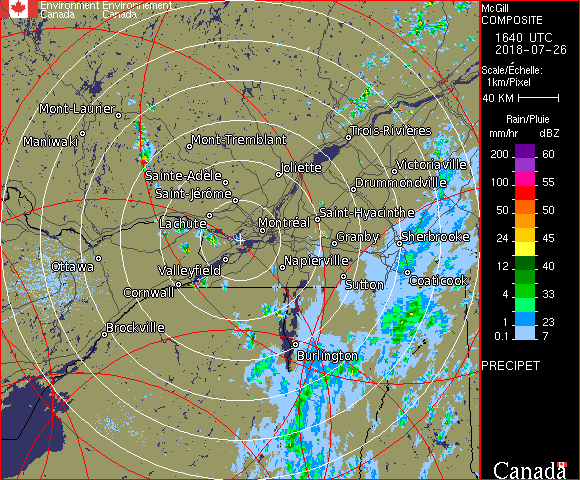 Environment Environnement
Canada Canada
McGill
COMPOSITE
1640 UTC
2018-07-26
Scale/Échelle:
1km/Pixel
40 KM
Rain/Pluie
mm/hr dBZ
200 60
100 55
50 50
24 45
12 40
4 33
1 23
0.1 7
PRECIPET
Canada
Mont-Laurier
Maniwaki
Mont-Tremblant
Trois-Rivières
Joliette
Victoriaville
Sainte-Adèle
Drummondville
Saint-Jérôme
Lachute
Saint-Hyacinthe
Montréal
Granby
Sherbrooke
Ottawa
Valleyfield
Napierville
Coaticook
Sutton
Cornwall
Brockville
Burlington